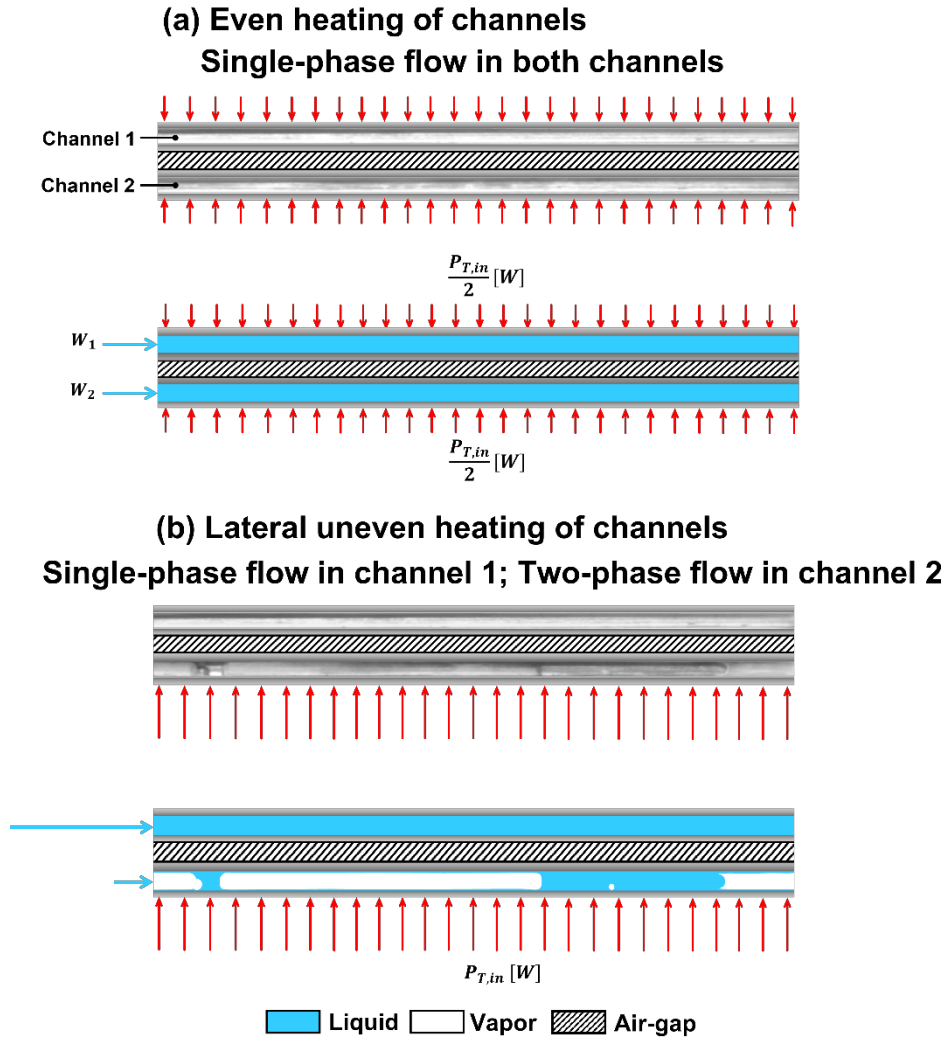 (a) Even heating of channels
Single-phase flow in both channels
Channel 1
Channel 2
P_{T,in}/2 [W]
W_1
W_2
P_{T,in}/2 [W]
(b) Lateral uneven heating of channels
Single-phase flow in channel 1; Two-phase flow in channel 2
P_{T,in} [W]
Liquid Vapor Air-gap